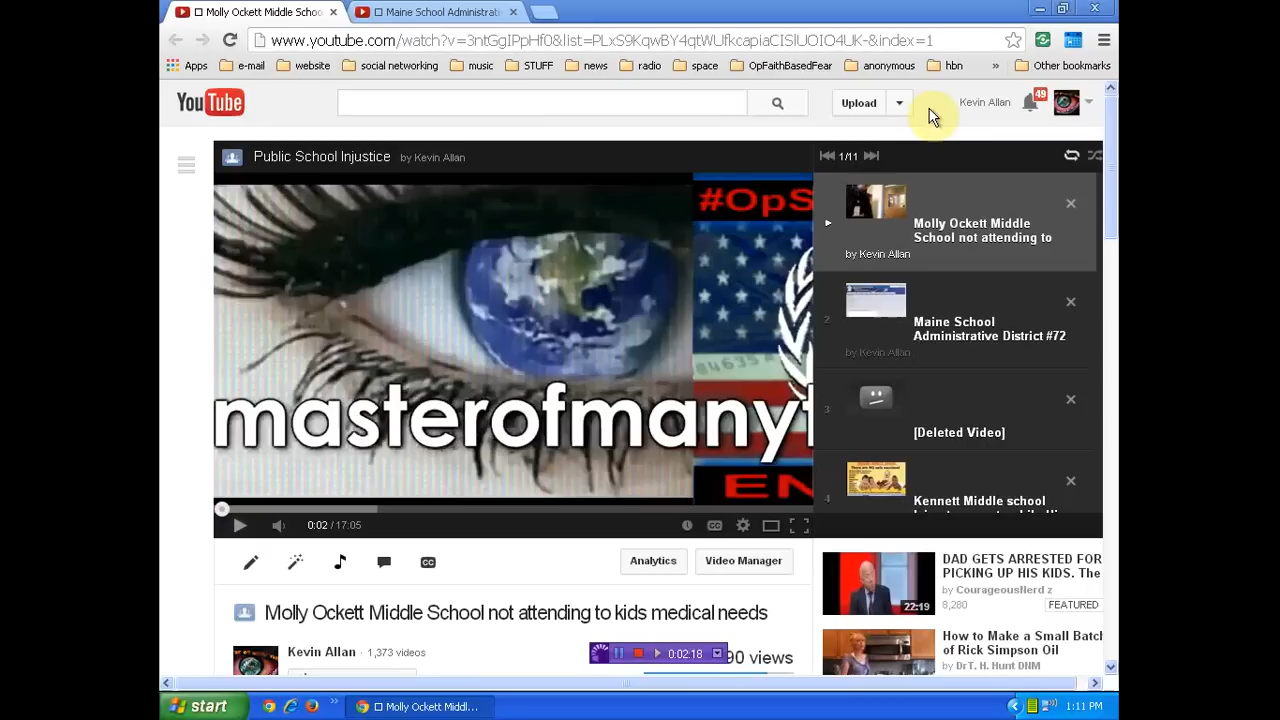 Molly Ockett Middle Schoo
Maine School Administrati
www.youtube.com/watch?v=3ntGgIPpHf0&list=PLxS9KqwBY4qtWUfkcapiaCISlUOIO4UK-&index=1
Apps e-mail website social networking music STUFF news radio space OpFaithBasedFear anonymous hbn » Other bookmarks
YouTube
Upload
Kevin Allan
49
Public School Injustice by Kevin Allan
1/11
#OpS
masterofmanyt
EN
Molly Ockett Middle
School not attending to
by Kevin Allan
2
Maine School
Administrative District #72
by Kevin Allan
3
[Deleted Video]
4
Kennett Middle school
0:02 / 17:05
CC
CC
Analytics
Video Manager
Molly Ockett Middle School not attending to kids medical needs
Kevin Allan 1,373 videos
0:02:18
90 views
22:19
DAD GETS ARRESTED FOR
PICKING UP HIS KIDS. The
by CourageousNerd z
8,280
FEATURED
How to Make a Small Batch
of Rick Simpson Oil
by DrT. H. Hunt DNM
start
Molly Ockett Middl...
1:11 PM